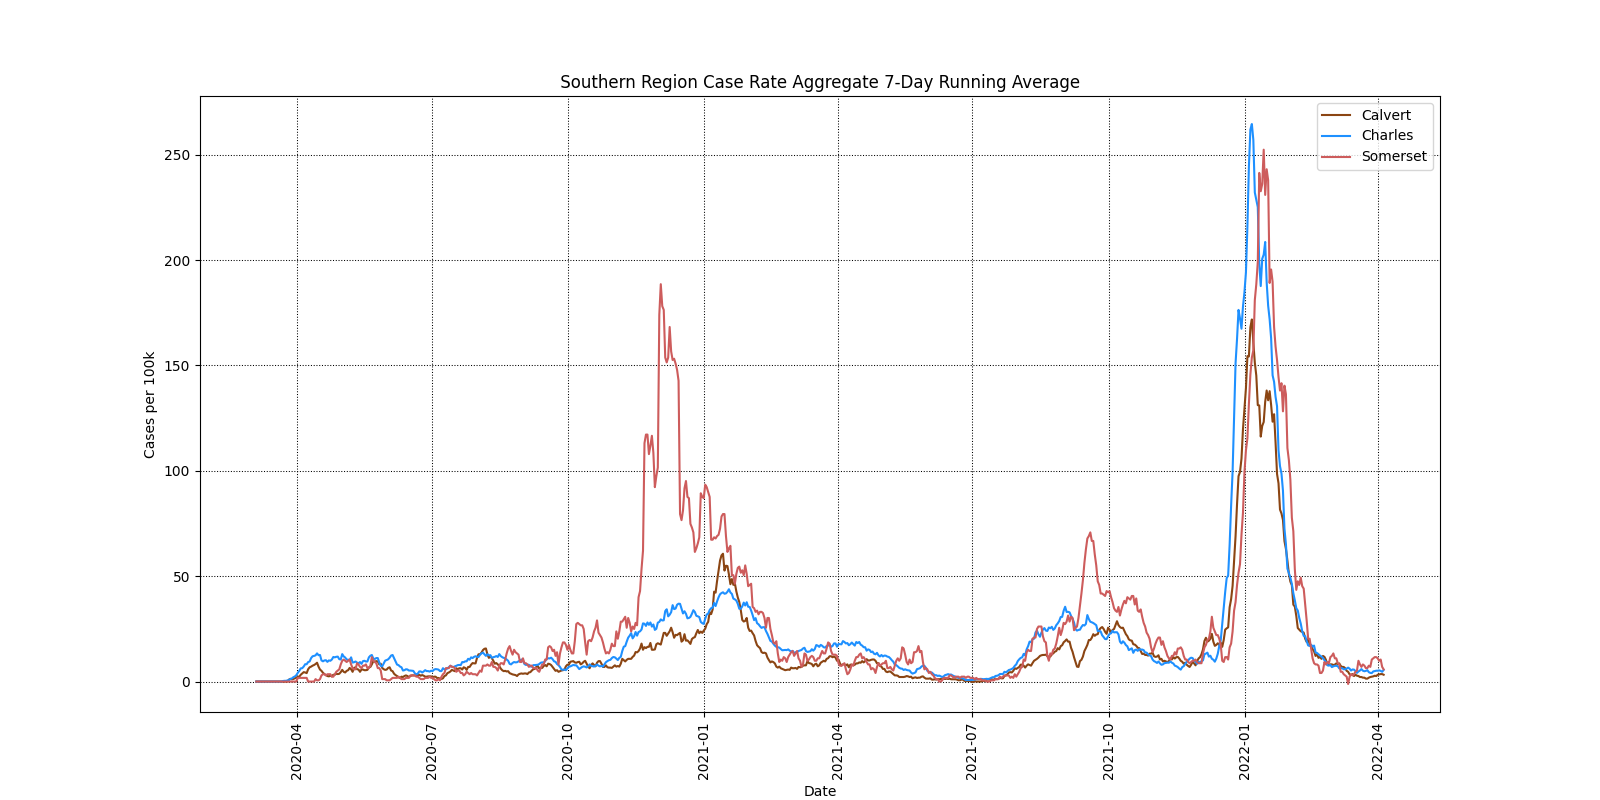 Southern Region Case Rate Aggregate 7-Day Running Average
Calvert
Charles
Somerset
Cases per 100k
250
200
150
100
50
0
2020-04
2020-07
2020-10
2021-01
2021-04
2021-07
2021-10
2022-01
2022-04
Date